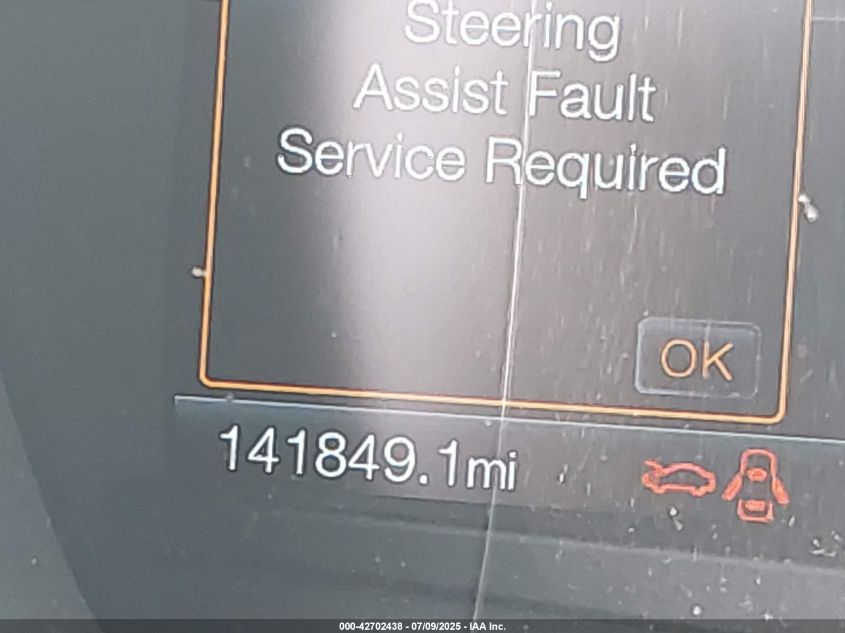 Steering
Assist Fault
Service Required
OK
141849.1mi
000-42702438 - 07/09/2025 - IAA Inc.